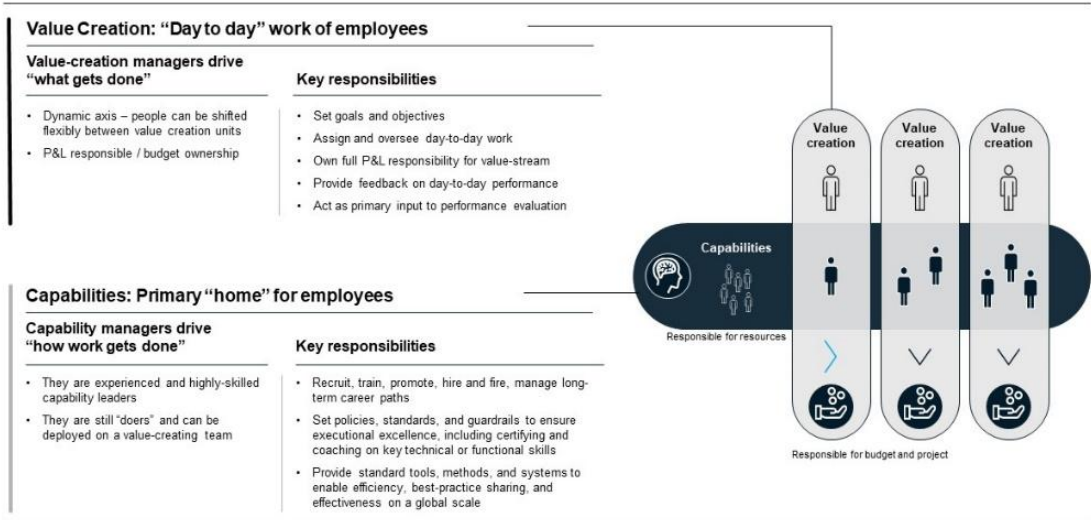 Value Creation: “Day to day” work of employees
Value-creation managers drive
“what gets done”
• Dynamic axis – people can be shifted
flexibly between value creation units
• P&L responsible / budget ownership
Key responsibilities
• Set goals and objectives
• Assign and oversee day-to-day work
• Own full P&L responsibility for value-stream
• Provide feedback on day-to-day performance
• Act as primary input to performance evaluation
Capabilities: Primary “home” for employees
Capability managers drive
“how work gets done”
• They are experienced and highly-skilled
capability leaders
• They are still “doers” and can be
deployed on a value-creating team
Key responsibilities
• Recruit, train, promote, hire and fire, manage long-
term career paths
• Set policies, standards, and guardrails to ensure
executional excellence, including certifying and
coaching on key technical or functional skills
• Provide standard tools, methods, and systems to
enable efficiency, best-practice sharing, and
effectiveness on a global scale
Value
creation
Value
creation
Value
creation
Capabilities
Responsible for resources
Responsible for budget and project